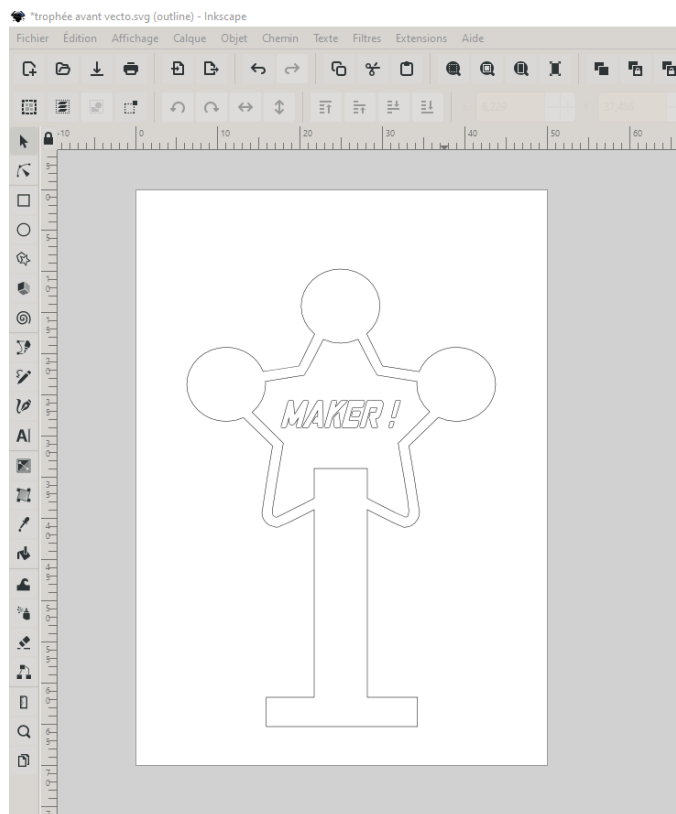 *trophée avant vecto.svg (outline) - Inkscape
Fichier Édition Affichage Calque Objet Chemin Texte Filtres Extensions Aide
-10 0 10 20 30 40 50 60
MAKER !